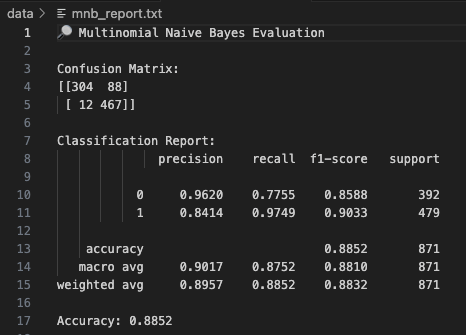 data > mnb_report.txt
1 🔎 Multinomial Naive Bayes Evaluation
2
3 Confusion Matrix:
4 [[304  88]
5  [ 12 467]]
6
7 Classification Report:
8               precision    recall  f1-score   support
9
10           0     0.9620    0.7755    0.8588       392
11           1     0.8414    0.9749    0.9033       479
12
13    accuracy                         0.8852       871
14   macro avg     0.9017    0.8752    0.8810       871
15 weighted avg     0.8957    0.8852    0.8832       871
16
17 Accuracy: 0.8852